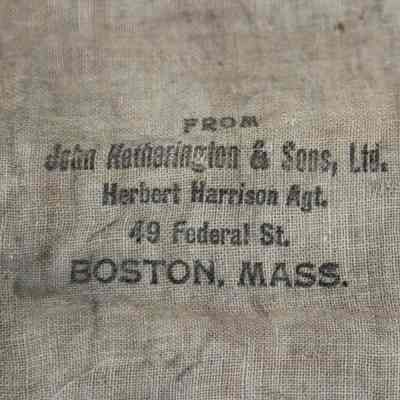 FROM
John Hetherington & Sons, Ltd.
Herbert Harrison Agt.
49 Federal St.
BOSTON, MASS.